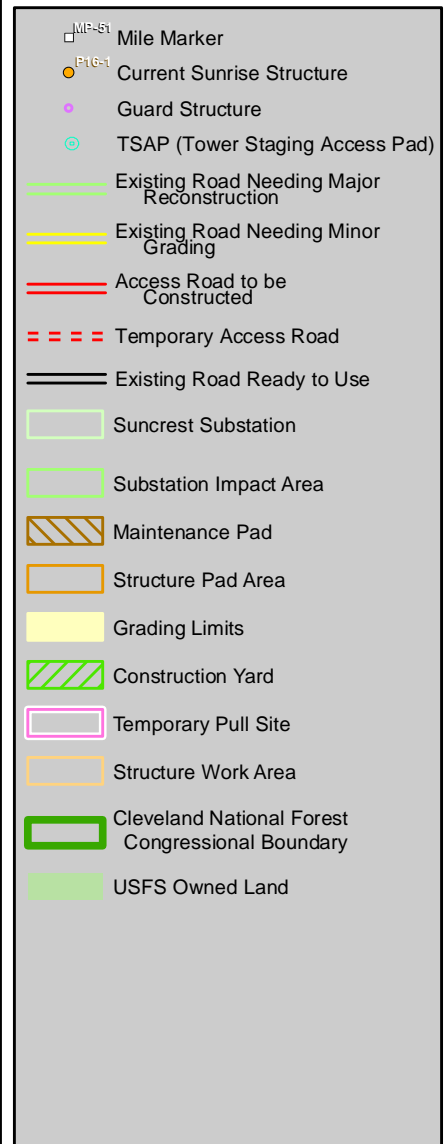 MP-51
Mile Marker
P16-1
Current Sunrise Structure
Guard Structure
TSAP (Tower Staging Access Pad)
Existing Road Needing Major
Reconstruction
Existing Road Needing Minor
Grading
Access Road to be
Constructed
Temporary Access Road
Existing Road Ready to Use
Suncrest Substation
Substation Impact Area
Maintenance Pad
Structure Pad Area
Grading Limits
Construction Yard
Temporary Pull Site
Structure Work Area
Cleveland National Forest
Congressional Boundary
USFS Owned Land